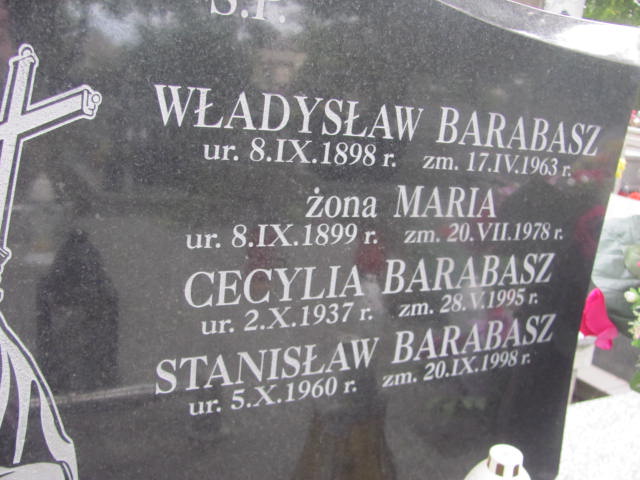 Ś.P.
WŁADYSŁAW BARABASZ
ur. 8.IX.1898 r. zm. 17.IV.1963 r.
żona MARIA
ur. 8.IX.1899 r. zm. 20.VII.1978 r.
CECYLIA BARABASZ
ur. 2.X.1937 r. zm. 28.V.1995 r.
STANISŁAW BARABASZ
ur. 5.X.1960 r. zm. 20.IX.1998 r.